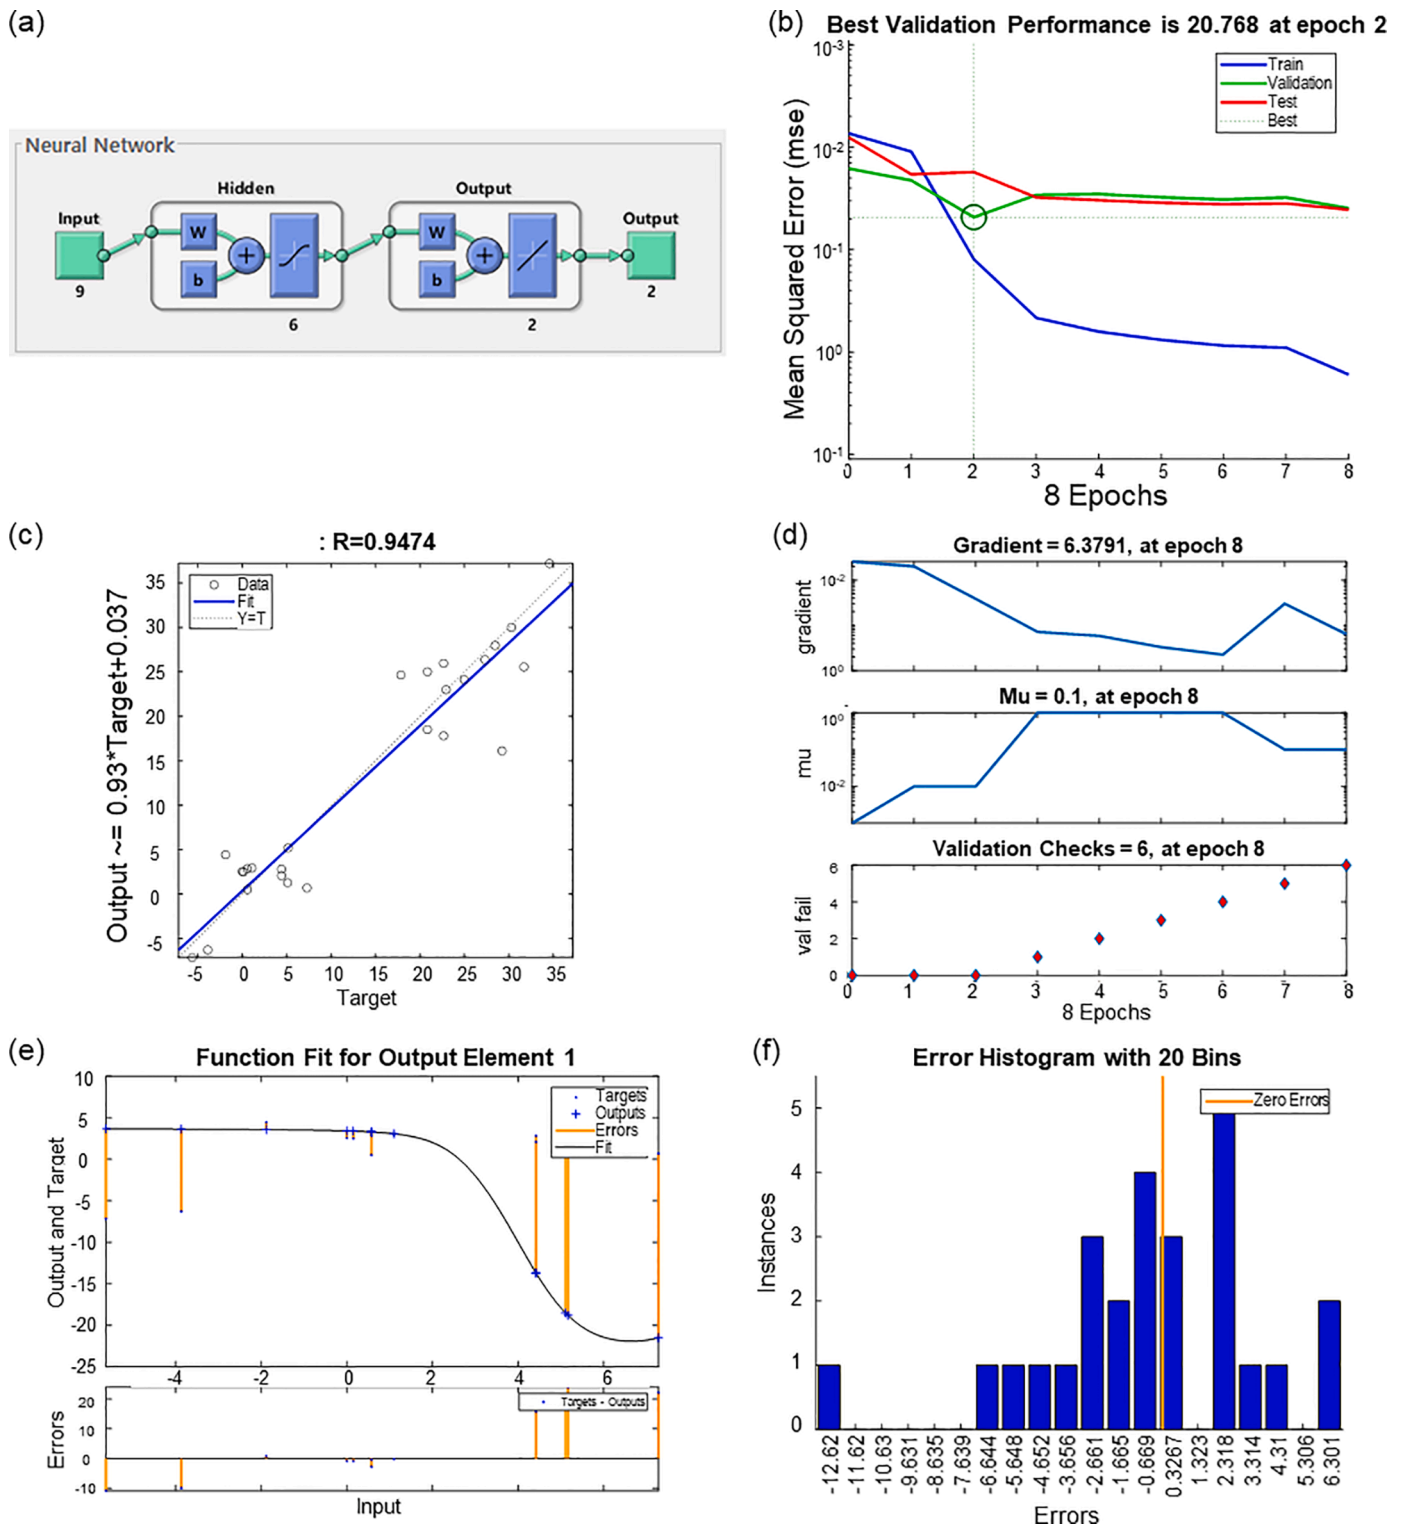 (a)
Neural Network
Hidden
Output
Input
Output
W
W
b
b
9
6
2
2
(b)
Best Validation Performance is 20.768 at epoch 2
Train
Validation
Test
Best
Mean Squared Error (mse)
10-3
10-2
10-1
100
10-1
0 1 2 3 4 5 6 7 8
8 Epochs
(c)
: R=0.9474
Data
Fit
Y=T
Output ~= 0.93*Target+0.037
35
30
25
20
15
10
5
0
-5
-5 0 5 10 15 20 25 30 35
Target
(d)
Gradient = 6.3791, at epoch 8
gradient
10-2
100
Mu = 0.1, at epoch 8
mu
100
10-2
Validation Checks = 6, at epoch 8
val fail
6
4
2
0
0 1 2 3 4 5 6 7 8
8 Epochs
(e)
Function Fit for Output Element 1
Targets
Outputs
Errors
Fit
Output and Target
10
5
0
-5
-10
-15
-20
-25
-4 -2 0 2 4 6
Targets - Outputs
Errors
20
10
0
-10
Input
(f)
Error Histogram with 20 Bins
Zero Errors
Instances
5
4
3
2
1
0
-12.62
-11.62
-10.63
-9.631
-8.635
-7.639
-6.644
-5.648
-4.652
-3.656
-2.661
-1.665
-0.669
0.3267
1.323
2.318
3.314
4.31
5.306
6.301
Errors